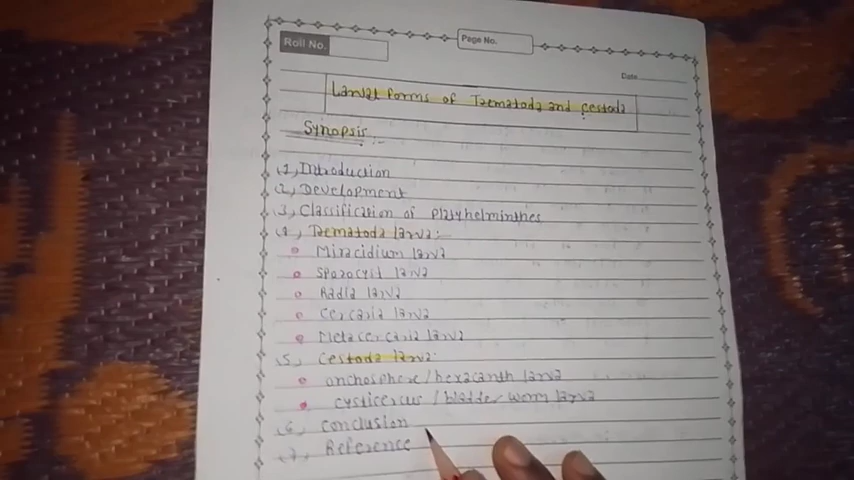 Roll No.
Page No.
Date
Larval forms of Trematoda and Cestoda
Synopsis :-
(1) Introduction
(2) Development
(3) Classification of Platyhelminthes
(4) Trematoda larva:
Miracidium larva
Sporocyst larva
Radia larva
Cercaria larva
Metacercaria larva
(5) Cestoda larva:
onchosphere/hexacanth larva
cysticercus / bladder worm larva
(6) conclusion
(7) Reference